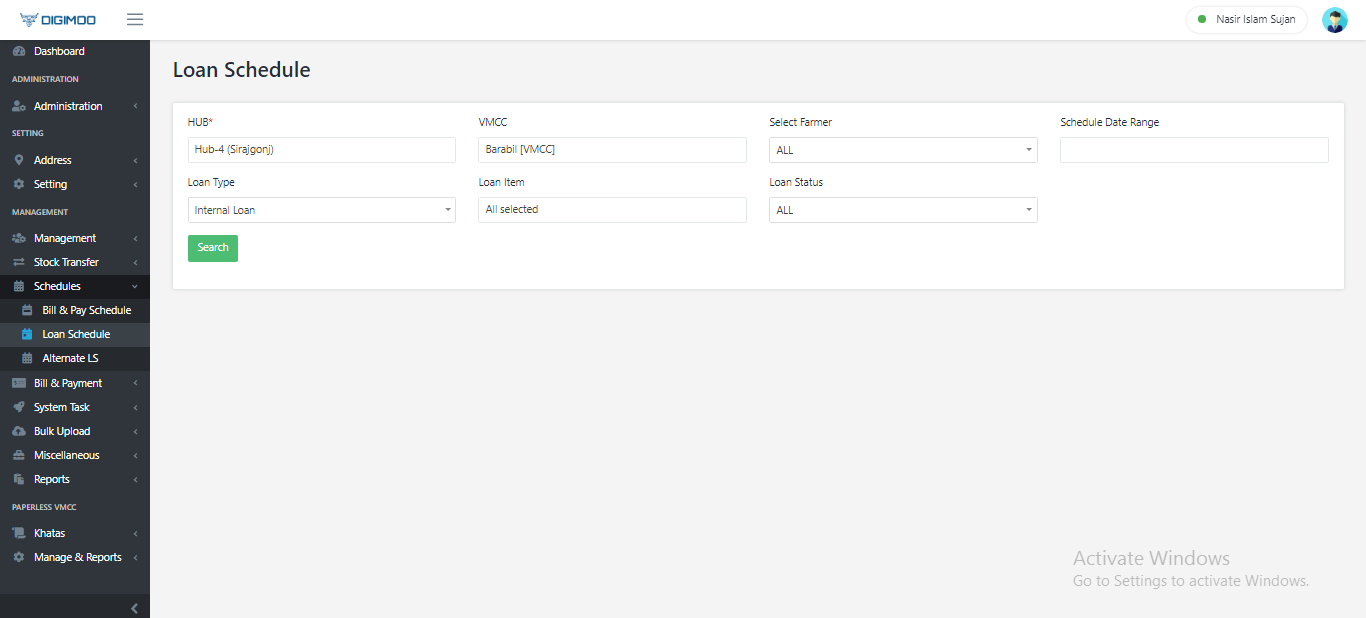 DIGIMOO
Nasir Islam Sujan
Dashboard
ADMINISTRATION
Administration
SETTING
Address
Setting
MANAGEMENT
Management
Stock Transfer
Schedules
Bill & Pay Schedule
Loan Schedule
Alternate LS
Bill & Payment
System Task
Bulk Upload
Miscellaneous
Reports
PAPERLESS VMCC
Khatas
Manage & Reports
Loan Schedule
HUB*
VMCC
Select Farmer
Schedule Date Range
Hub-4 (Sirajgonj)
Barabil [VMCC]
ALL
Loan Type
Loan Item
Loan Status
Internal Loan
All selected
ALL
Search
Activate Windows
Go to Settings to activate Windows.